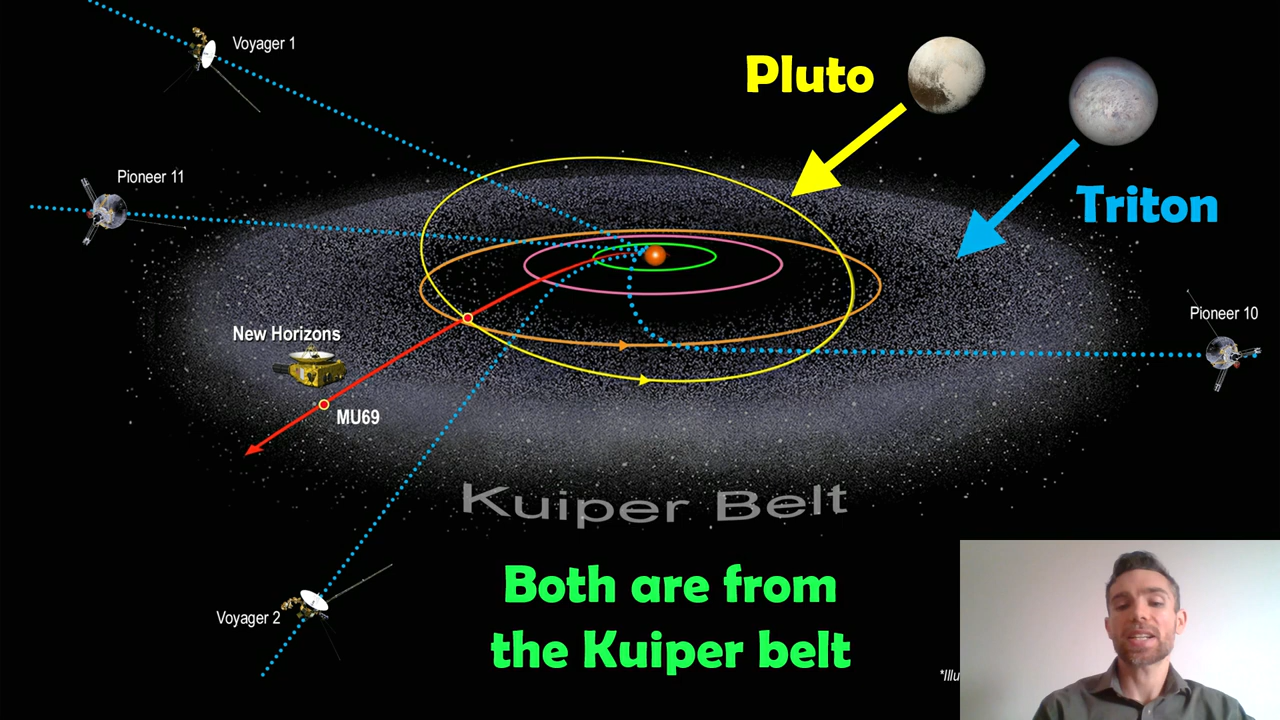 Voyager 1
Pluto
Pioneer 11
Triton
Pioneer 10
New Horizons
MU69
Kuiper Belt
Both are from
the Kuiper belt
Voyager 2